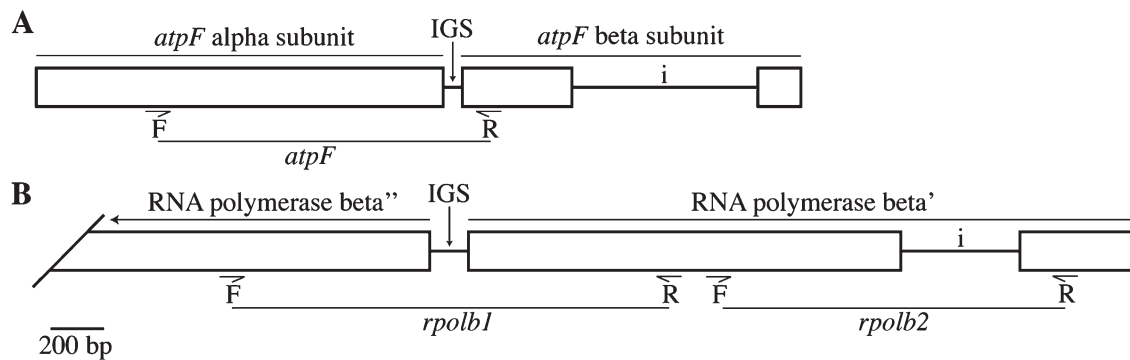 A
atpF alpha subunit
IGS
atpF beta subunit
i
F
R
atpF
B
RNA polymerase beta”
IGS
RNA polymerase beta’
i
F
R
F
R
rpolb1
rpolb2
200 bp